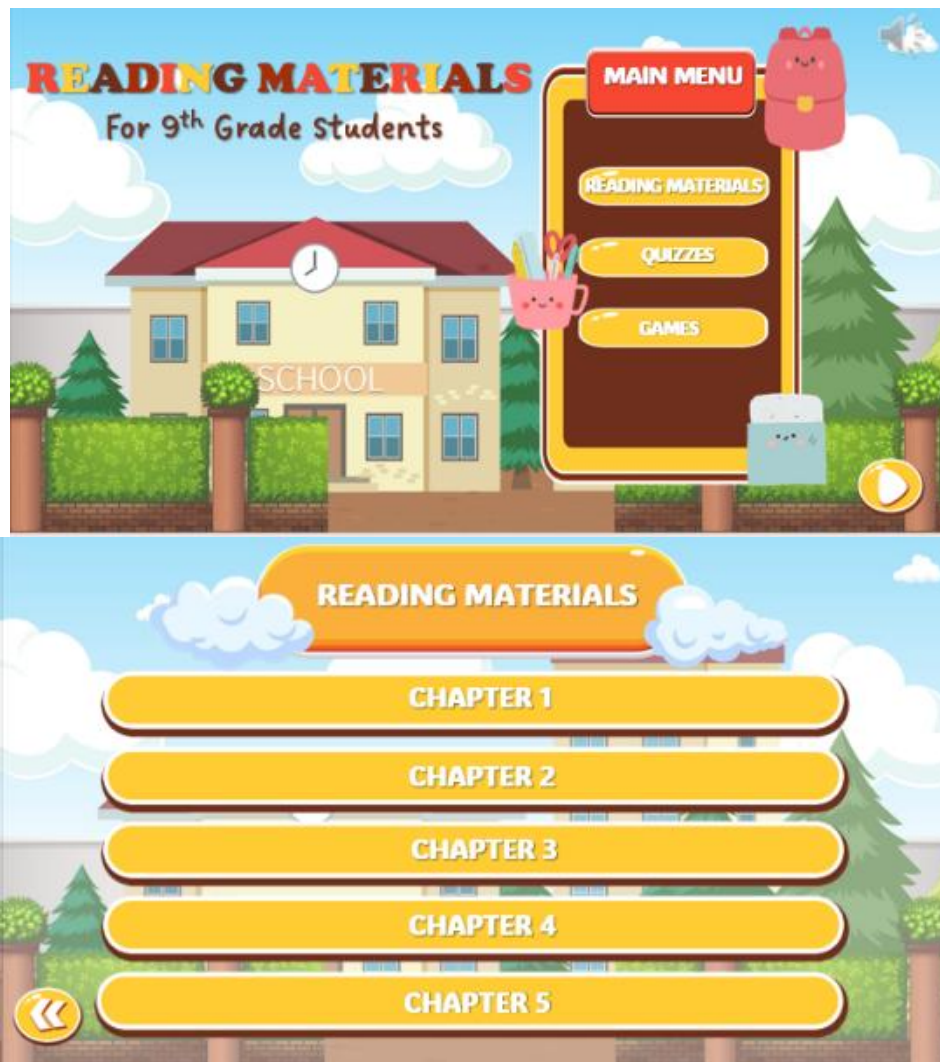 READING MATERIALS
For 9th Grade Students
MAIN MENU
READING MATERIALS
QUIZZES
GAMES
SCHOOL
READING MATERIALS
CHAPTER 1
CHAPTER 2
CHAPTER 3
CHAPTER 4
CHAPTER 5